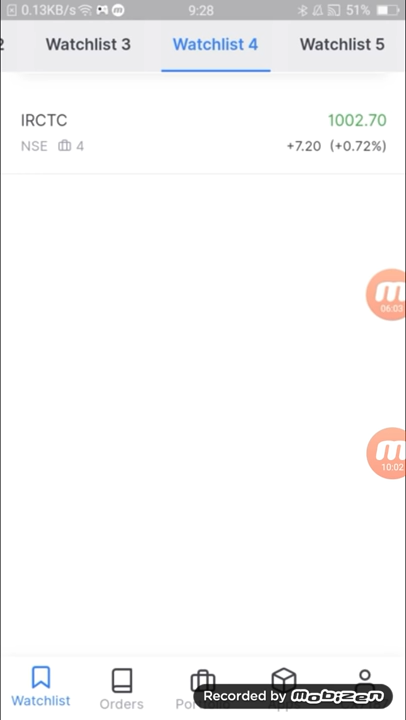 0.13KB/s 9:28 51%
2 Watchlist 3 Watchlist 4 Watchlist 5
IRCTC 1002.70
NSE 4 +7.20 (+0.72%)
m
06:03
m
10:02
Watchlist Orders
Recorded by mobizen